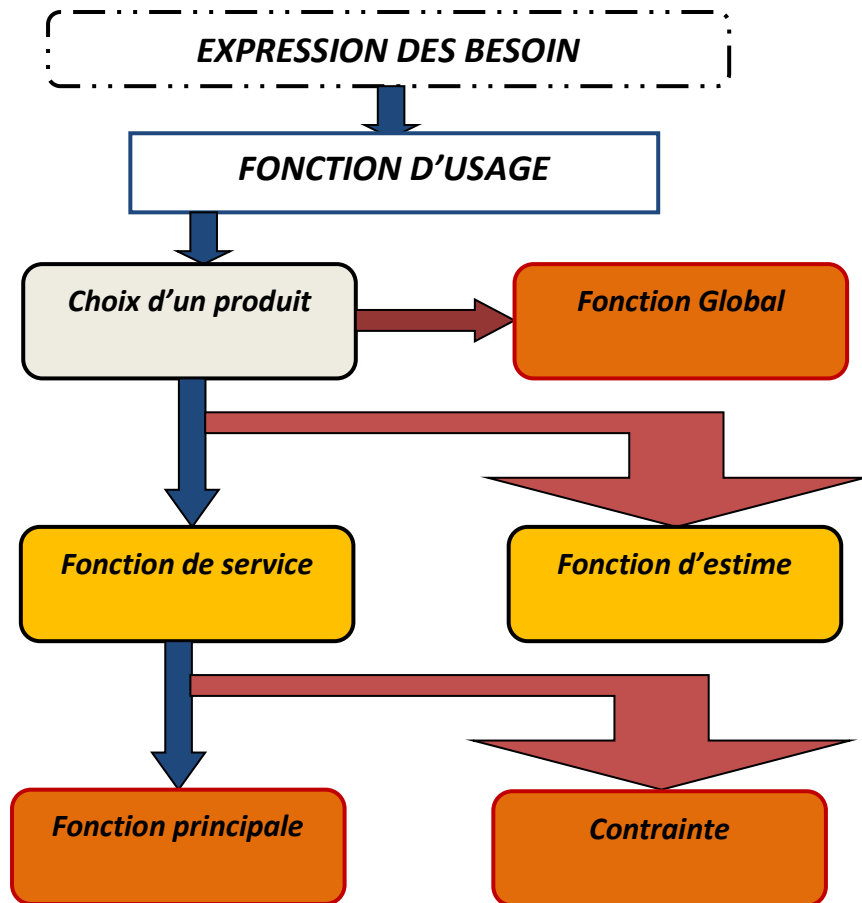 EXPRESSION DES BESOIN
FONCTION D’USAGE
Choix d’un produit
Fonction Global
Fonction de service
Fonction d’estime
Fonction principale
Contrainte